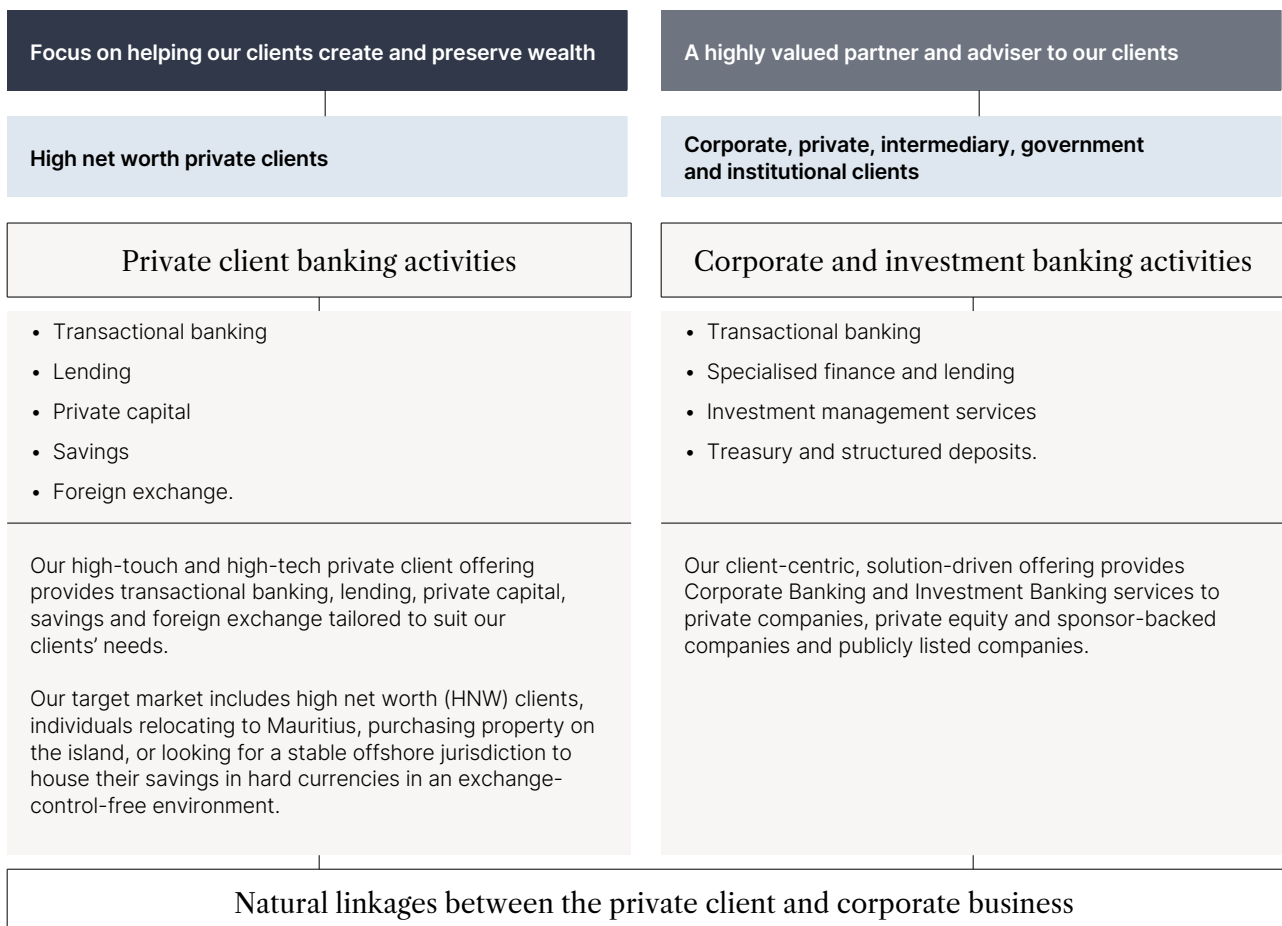 Focus on helping our clients create and preserve wealth
High net worth private clients
Private client banking activities
• Transactional banking
• Lending
• Private capital
• Savings
• Foreign exchange.
Our high-touch and high-tech private client offering
provides transactional banking, lending, private capital,
savings and foreign exchange tailored to suit our
clients’ needs.
Our target market includes high net worth (HNW) clients,
individuals relocating to Mauritius, purchasing property on
the island, or looking for a stable offshore jurisdiction to
house their savings in hard currencies in an exchange-
control-free environment.
A highly valued partner and adviser to our clients
Corporate, private, intermediary, government
and institutional clients
Corporate and investment banking activities
• Transactional banking
• Specialised finance and lending
• Investment management services
• Treasury and structured deposits.
Our client-centric, solution-driven offering provides
Corporate Banking and Investment Banking services to
private companies, private equity and sponsor-backed
companies and publicly listed companies.
Natural linkages between the private client and corporate business